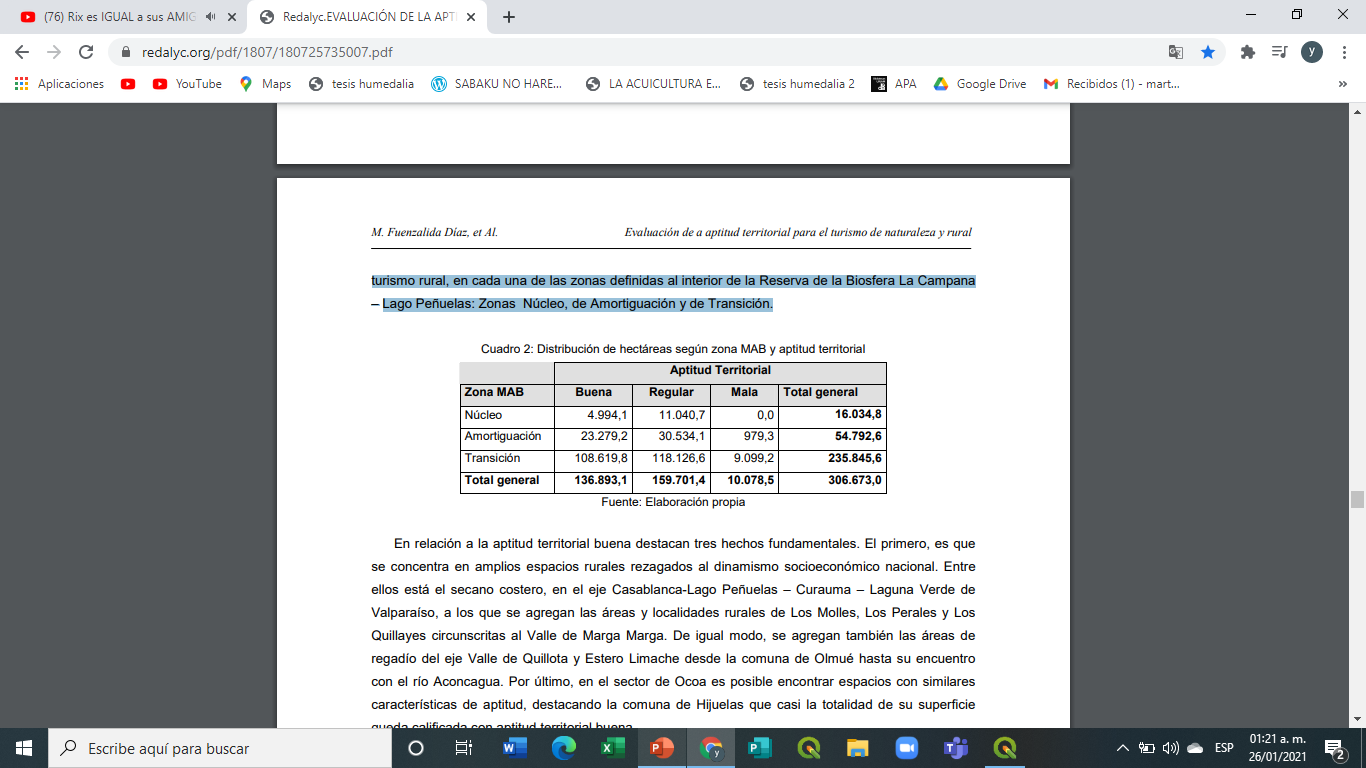 (76) Rix es IGUAL a sus AMIG
Redalyc.EVALUACIÓN DE LA APT
redalyc.org/pdf/1807/180725735007.pdf
y
Aplicaciones
YouTube
Maps
tesis humedalia
SABAKU NO HARE...
LA ACUICULTURA E...
tesis humedalia 2
APA
Google Drive
Recibidos (1) - mart...
»
M. Fuenzalida Díaz, et Al. Evaluación de a aptitud territorial para el turismo de naturaleza y rural
turismo rural, en cada una de las zonas definidas al interior de la Reserva de la Biosfera La Campana
– Lago Peñuelas: Zonas Núcleo, de Amortiguación y de Transición.
Cuadro 2: Distribución de hectáreas según zona MAB y aptitud territorial
Aptitud Territorial
Zona MAB Buena Regular Mala Total general
Núcleo 4.994,1 11.040,7 0,0 16.034,8
Amortiguación 23.279,2 30.534,1 979,3 54.792,6
Transición 108.619,8 118.126,6 9.099,2 235.845,6
Total general 136.893,1 159.701,4 10.078,5 306.673,0
Fuente: Elaboración propia
En relación a la aptitud territorial buena destacan tres hechos fundamentales. El primero, es que
se concentra en amplios espacios rurales rezagados al dinamismo socioeconómico nacional. Entre
ellos está el secano costero, en el eje Casablanca-Lago Peñuelas – Curauma – Laguna Verde de
Valparaíso, a los que se agregan las áreas y localidades rurales de Los Molles, Los Perales y Los
Quillayes circunscritas al Valle de Marga Marga. De igual modo, se agregan también las áreas de
regadío del eje Valle de Quillota y Estero Limache desde la comuna de Olmué hasta su encuentro
con el río Aconcagua. Por último, en el sector de Ocoa es posible encontrar espacios con similares
características de aptitud, destacando la comuna de Hijuelas que casi la totalidad de su superficie
queda calificada con aptitud territorial buena.
Escribe aquí para buscar
ESP
01:21 a. m.
26/01/2021
2